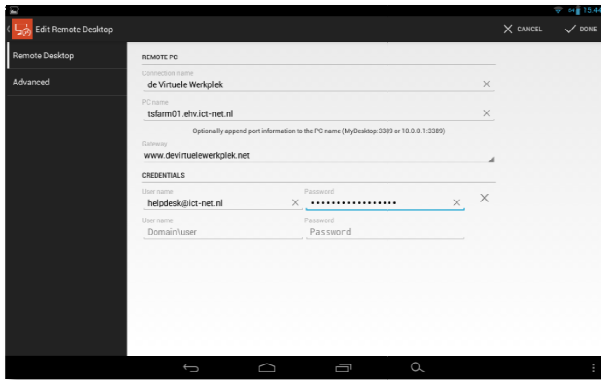 15:44
Edit Remote Desktop
CANCEL
DONE
Remote Desktop
Advanced
REMOTE PC
Connection name
de Virtuele Werkplek
PC name
tsfarm01.ehv.ict-net.nl
Optionally append port information to the PC name (MyDesktop:3389 or 10.0.0.1:3389)
Gateway
www.devirtuelewerkplek.net
CREDENTIALS
User name Password
helpdesk@ict-net.nl •••••••••••••••••
User name Password
Domain\user Password